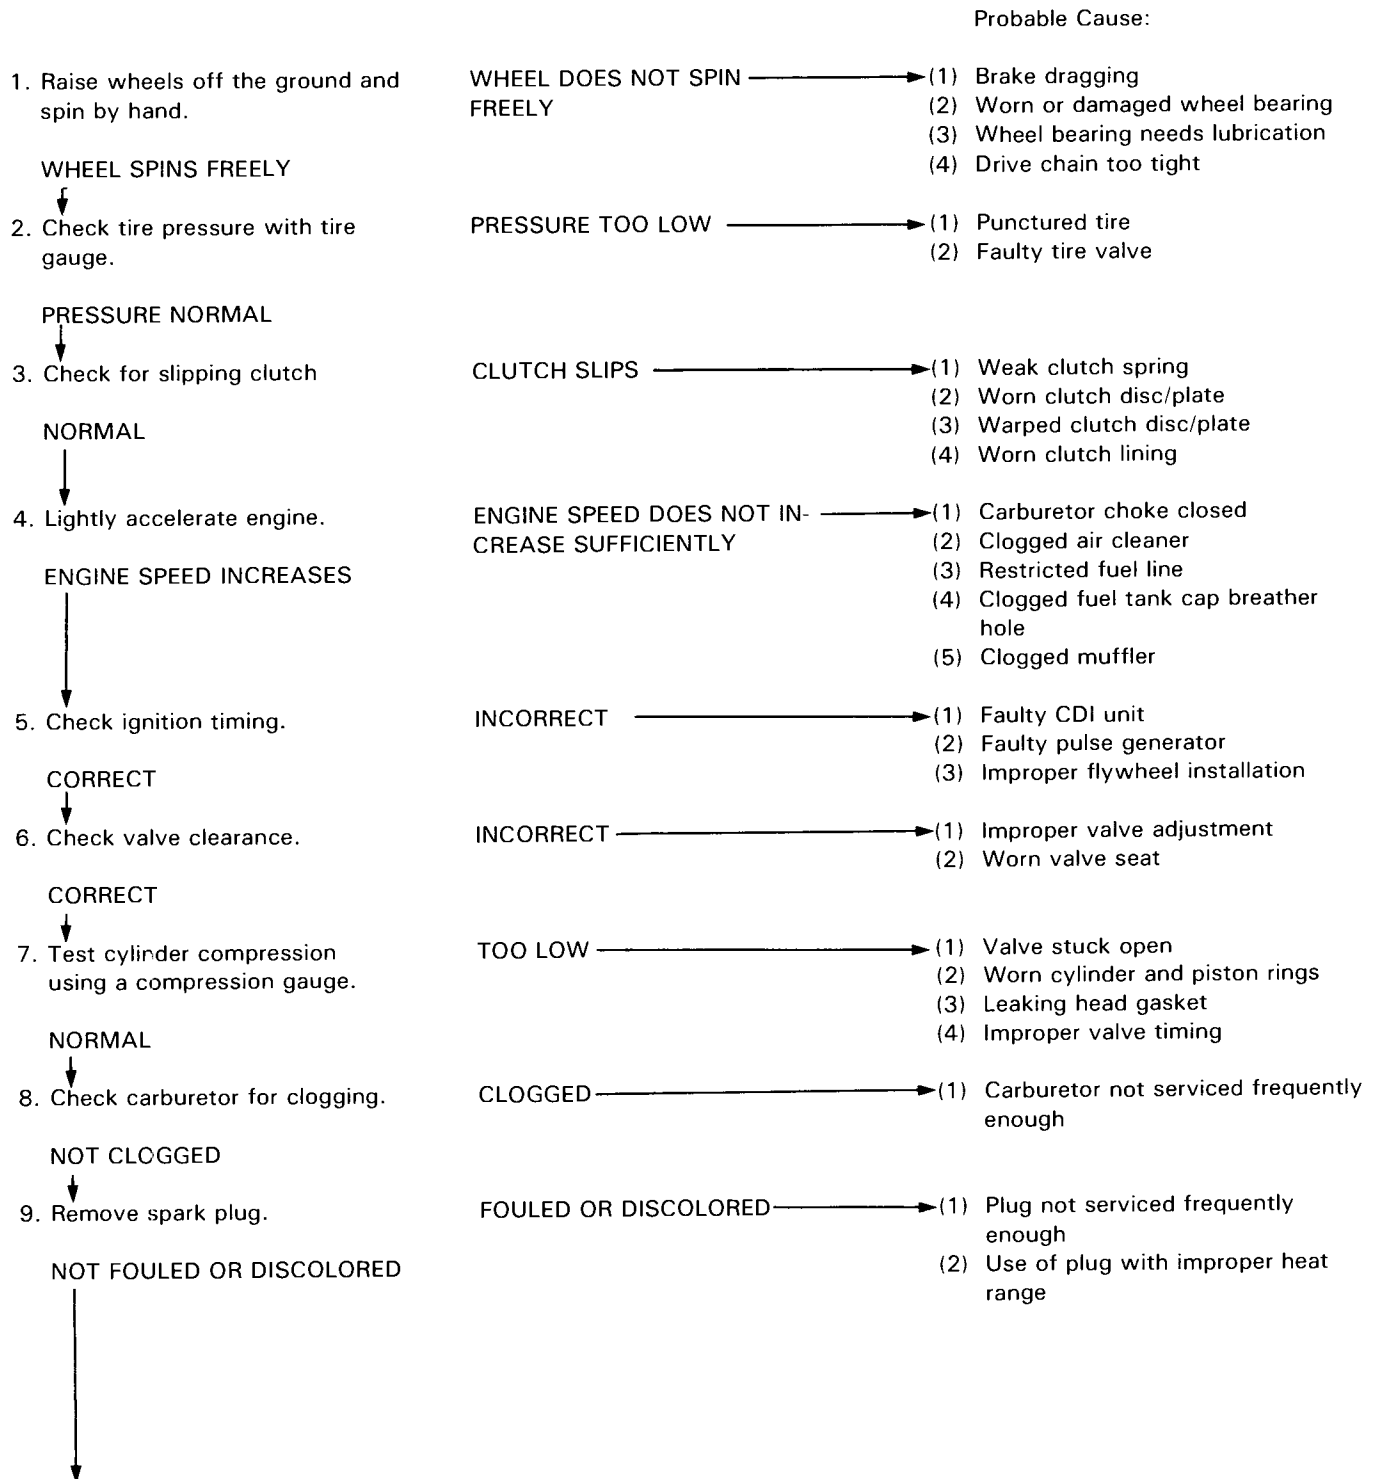 Probable Cause:
1. Raise wheels off the ground and
spin by hand.
WHEEL DOES NOT SPIN
FREELY
(1) Brake dragging
(2) Worn or damaged wheel bearing
(3) Wheel bearing needs lubrication
(4) Drive chain too tight
WHEEL SPINS FREELY
2. Check tire pressure with tire
gauge.
PRESSURE TOO LOW
(1) Punctured tire
(2) Faulty tire valve
PRESSURE NORMAL
3. Check for slipping clutch
CLUTCH SLIPS
(1) Weak clutch spring
(2) Worn clutch disc/plate
(3) Warped clutch disc/plate
(4) Worn clutch lining
NORMAL
4. Lightly accelerate engine.
ENGINE SPEED DOES NOT IN-
CREASE SUFFICIENTLY
(1) Carburetor choke closed
(2) Clogged air cleaner
(3) Restricted fuel line
(4) Clogged fuel tank cap breather
hole
(5) Clogged muffler
ENGINE SPEED INCREASES
5. Check ignition timing.
INCORRECT
(1) Faulty CDI unit
(2) Faulty pulse generator
(3) Improper flywheel installation
CORRECT
6. Check valve clearance.
INCORRECT
(1) Improper valve adjustment
(2) Worn valve seat
CORRECT
7. Test cylinder compression
using a compression gauge.
TOO LOW
(1) Valve stuck open
(2) Worn cylinder and piston rings
(3) Leaking head gasket
(4) Improper valve timing
NORMAL
8. Check carburetor for clogging.
CLOGGED
(1) Carburetor not serviced frequently
enough
NOT CLOGGED
9. Remove spark plug.
FOULED OR DISCOLORED
(1) Plug not serviced frequently
enough
(2) Use of plug with improper heat
range
NOT FOULED OR DISCOLORED